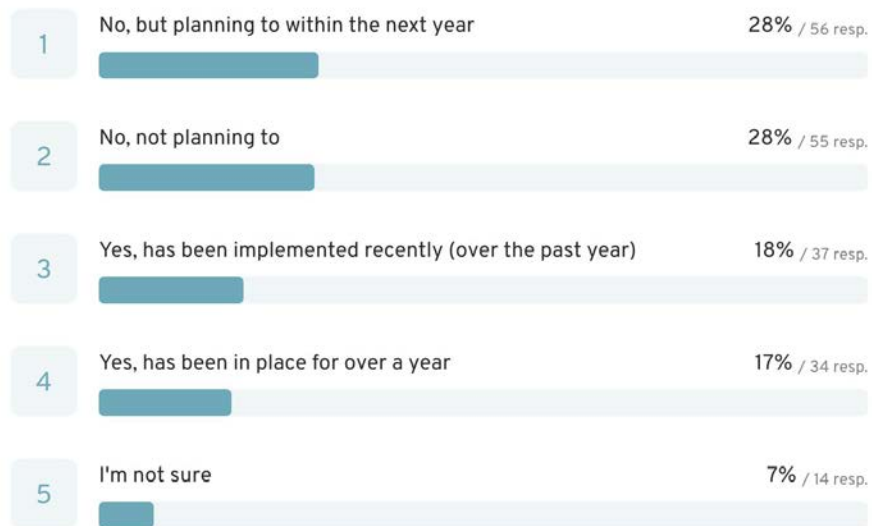 1
No, but planning to within the next year
28% / 56 resp.
2
No, not planning to
28% / 55 resp.
3
Yes, has been implemented recently (over the past year)
18% / 37 resp.
4
Yes, has been in place for over a year
17% / 34 resp.
5
I'm not sure
7% / 14 resp.